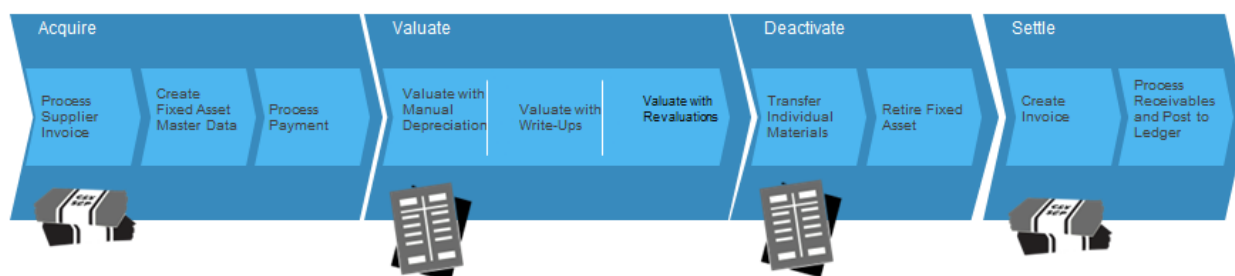 Acquire
Process
Supplier
Invoice
Create
Fixed Asset
Master Data
Process
Payment
Valuate
Valuate with
Manual
Depreciation
Valuate with
Write-Ups
Valuate with
Revaluations
Deactivate
Transfer
Individual
Materials
Retire Fixed
Asset
Settle
Create
Invoice
Process
Receivables
and Post to
Ledger